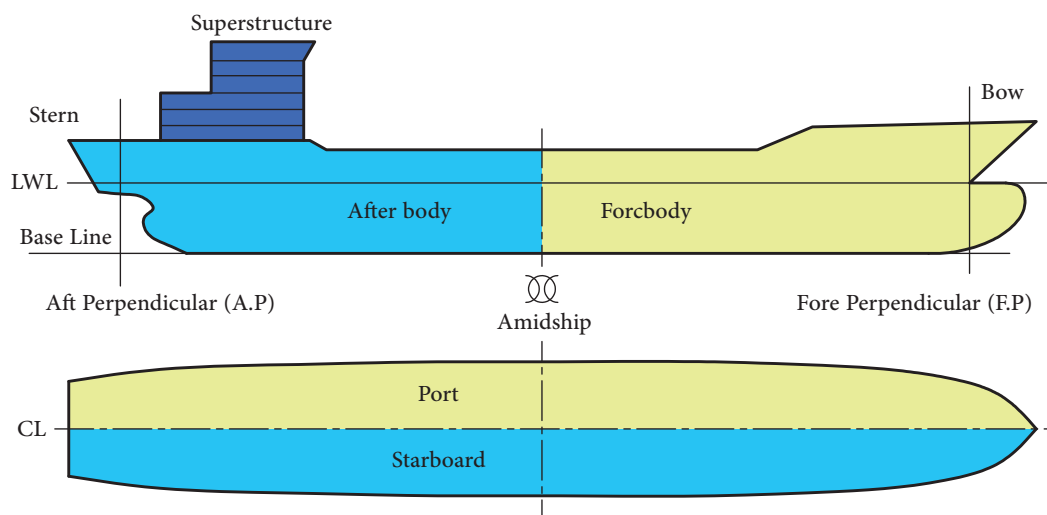 Superstructure
Bow
Stern
LWL
After body
Forcbody
Base Line
Aft Perpendicular (A.P)
Fore Perpendicular (F.P)
Amidship
Port
CL
Starboard